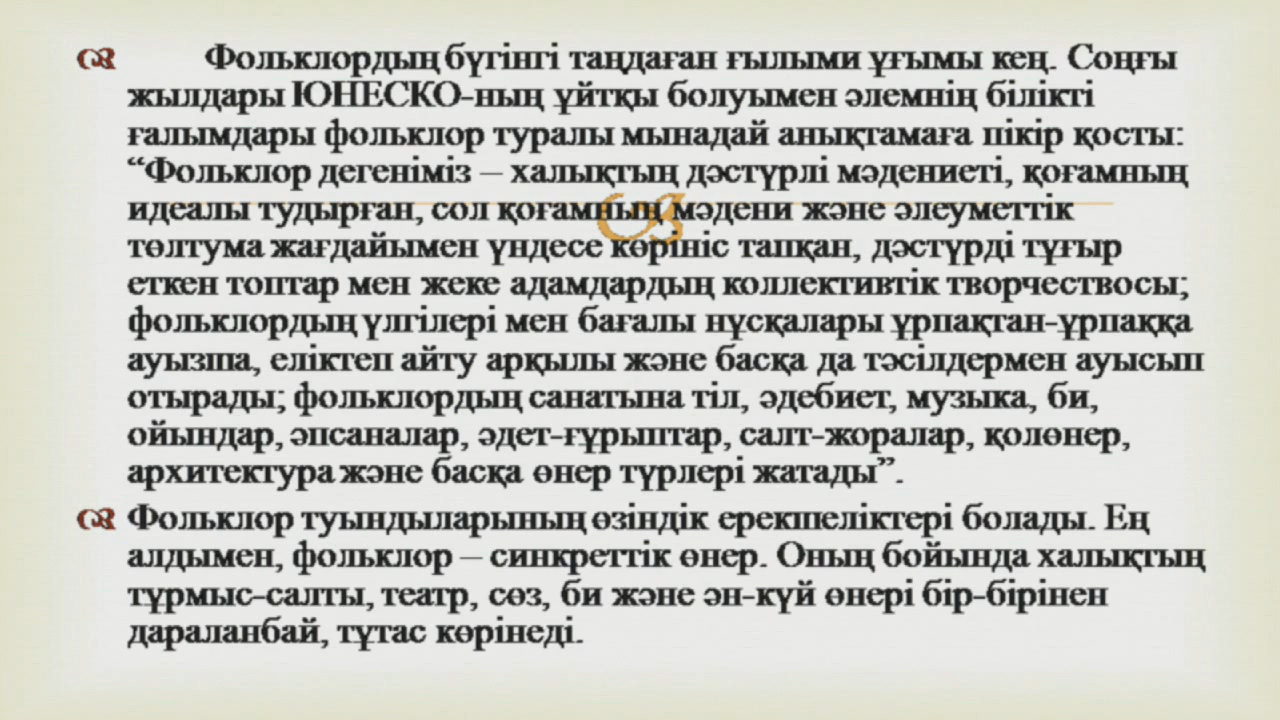 Фольклордың бүгінгі таңдаған ғылыми ұғымы кең. Соңғы
жылдары ЮНЕСКО-ның ұйтқы болуымен әлемнің білікті
ғалымдары фольклор туралы мынадай анықтамаға пікір қосты:
“Фольклор дегеніміз – халықтың дәстүрлі мәдениеті, қоғамның
идеалы тудырған, сол қоғамның мәдени және әлеуметтік
төлтума жағдайымен үндесе көрініс тапқан, дәстүрді тұғыр
еткен топтар мен жеке адамдардың коллективтік творчествосы;
фольклордың үлгілері мен бағалы нұсқалары ұрпақтан-ұрпаққа
ауызша, еліктеп айту арқылы және басқа да тәсілдермен ауысып
отырады; фольклордың санатына тіл, әдебиет, музыка, би,
ойындар, әпсаналар, әдет-ғұрыптар, салт-жоралар, қолөнер,
архитектура және басқа өнер түрлері жатады”.
Фольклор туындыларының өзіндік ерекшеліктері болады. Ең
алдымен, фольклор – синкреттік өнер. Оның бойында халықтың
тұрмыс-салты, театр, сөз, би және ән-күй өнері бір-бірінен
дараланбай, тұтас көрінеді.